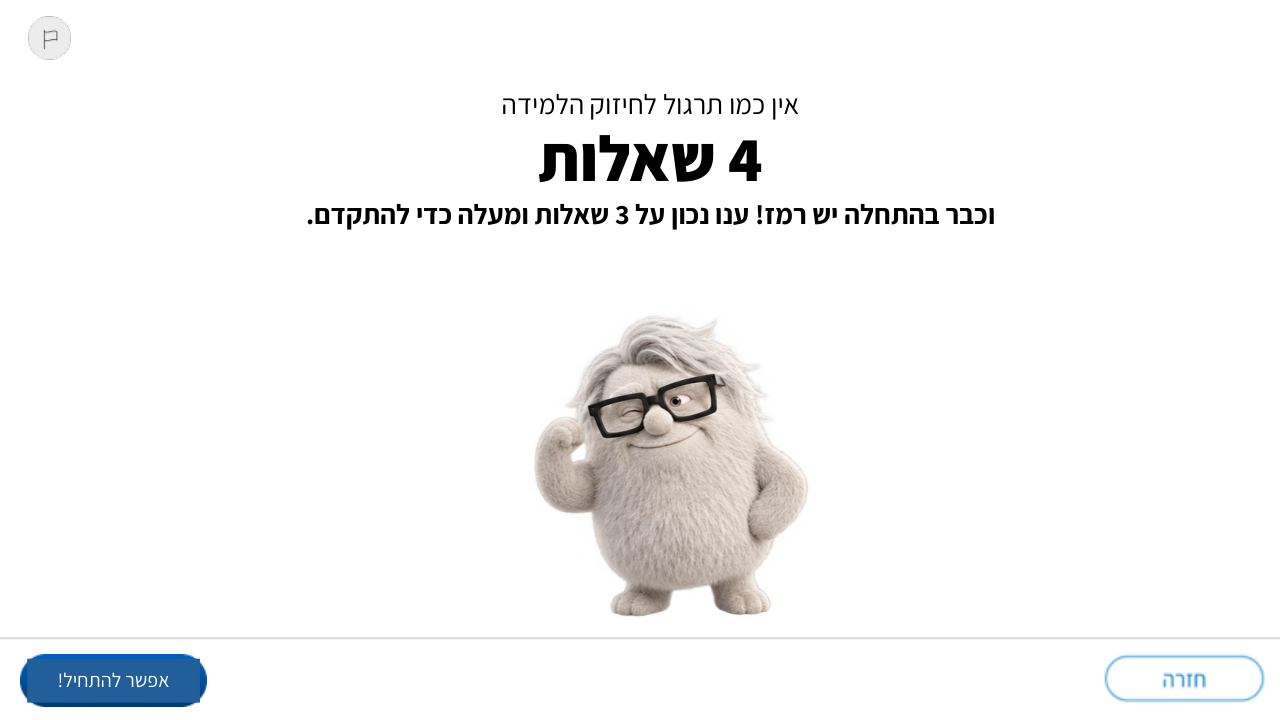 אין כמו תרגול לחיזוק הלמידה
4 שאלות
וכבר בהתחלה יש רמז! ענו נכון על 3 שאלות ומעלה כדי להתקדם.
חזרה
אפשר להתחיל!